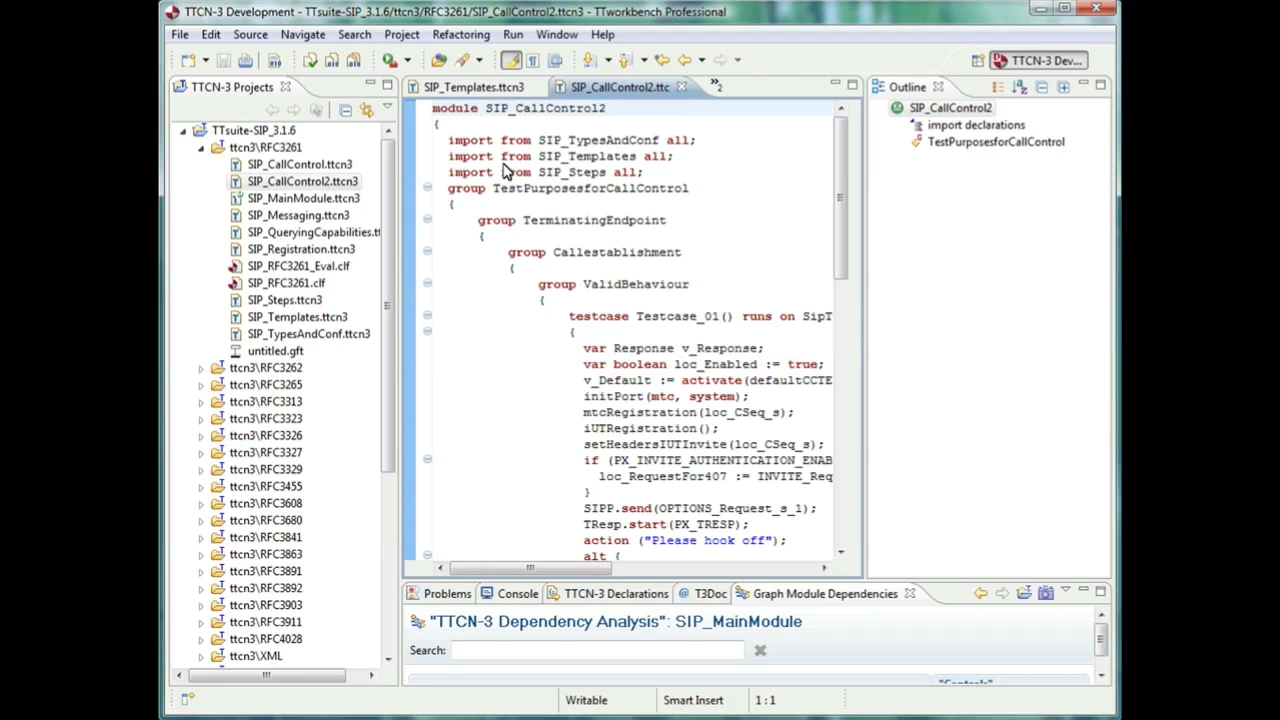 TTCN-3 Development - TTsuite-SIP_3.1.6/ttcn3/RFC3261/SIP_CallControl2.ttcn3 - TTworkbench Professional
File Edit Source Navigate Search Project Refactoring Run Window Help
TTCN-3 Dev...
TTCN-3 Projects
TTsuite-SIP_3.1.6
ttcn3\RFC3261
SIP_CallControl.ttcn3
SIP_CallControl2.ttcn3
SIP_MainModule.ttcn3
SIP_Messaging.ttcn3
SIP_QueryingCapabilities.tt
SIP_Registration.ttcn3
SIP_RFC3261_Eval.clf
SIP_RFC3261.clf
SIP_Steps.ttcn3
SIP_Templates.ttcn3
SIP_TypesAndConf.ttcn3
untitled.gft
ttcn3\RFC3262
ttcn3\RFC3265
ttcn3\RFC3313
ttcn3\RFC3323
ttcn3\RFC3326
ttcn3\RFC3327
ttcn3\RFC3329
ttcn3\RFC3455
ttcn3\RFC3608
ttcn3\RFC3680
ttcn3\RFC3841
ttcn3\RFC3863
ttcn3\RFC3891
ttcn3\RFC3892
ttcn3\RFC3903
ttcn3\RFC3911
ttcn3\RFC4028
ttcn3\XML
SIP_Templates.ttcn3 SIP_CallControl2.ttc »2
module SIP_CallControl2
{
import from SIP_TypesAndConf all;
import from SIP_Templates all;
import from SIP_Steps all;
group TestPurposesforCallControl
{
group TerminatingEndpoint
{
group Callestablishment
{
group ValidBehaviour
{
testcase Testcase_01() runs on SipT
{
var Response v_Response;
var boolean loc_Enabled := true;
v_Default := activate(defaultCCTE
initPort(mtc, system);
mtcRegistration(loc_CSeq_s);
iUTRegistration();
setHeadersIUTInvite(loc_CSeq_s);
if (PX_INVITE_AUTHENTICATION_ENAB
loc_RequestFor407 := INVITE_Req
}
SIPP.send(OPTIONS_Request_s_1);
TResp.start(PX_TRESP);
action ("Please hook off");
alt {
Outline
SIP_CallControl2
import declarations
TestPurposesforCallControl
Problems Console TTCN-3 Declarations @ T3Doc Graph Module Dependencies
"TTCN-3 Dependency Analysis": SIP_MainModule
Search:
Writable Smart Insert 1:1